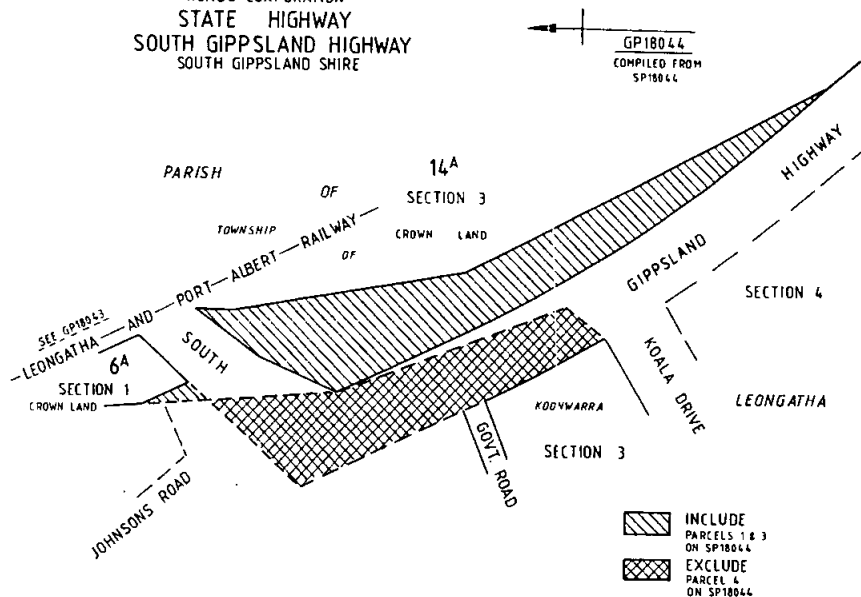 STATE HIGHWAY
SOUTH GIPPSLAND HIGHWAY
SOUTH GIPPSLAND SHIRE
GP18044
COMPILED FROM
SP18044
PARISH
OF
14A
SECTION 3
TOWNSHIP
OF
CROWN LAND
HIGHWAY
GIPPSLAND
SOUTH
SEE GP18043
LEONGATHA AND PORT ALBERT RAILWAY
6A
SECTION 1
CROWN LAND
SECTION 4
KOALA DRIVE
LEONGATHA
KOONWARRA
SECTION 3
GOVT. ROAD
JOHNSONS ROAD
INCLUDE
PARCELS 1 & 3
ON SP18044
EXCLUDE
PARCEL 4
ON SP18044